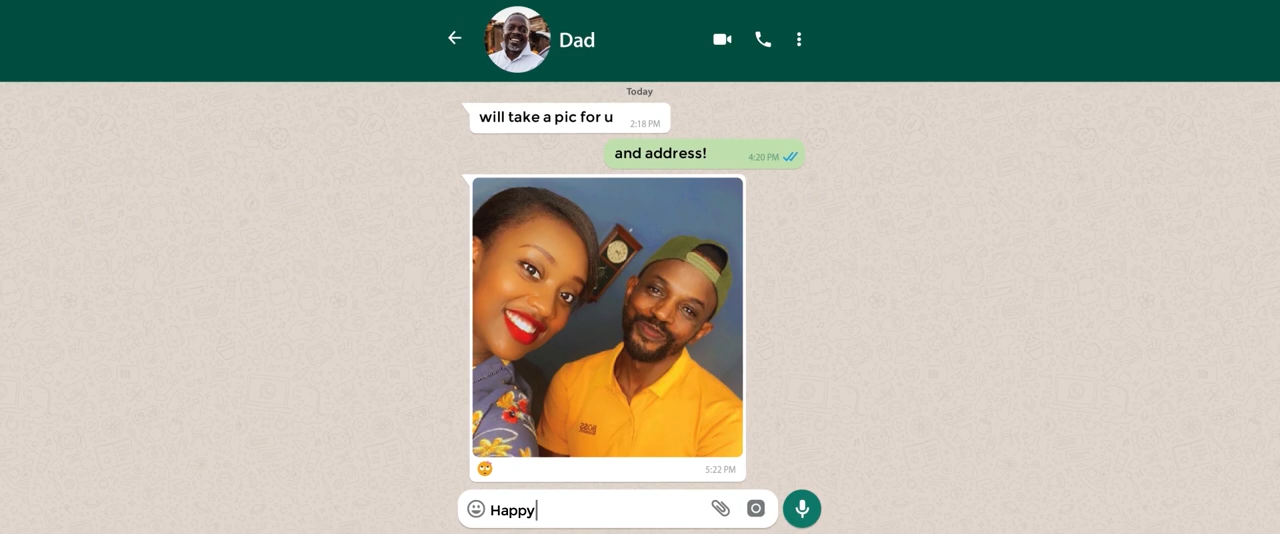 Dad
Today
will take a pic for u 2:18 PM
and address! 4:20 PM
5:22 PM
Happy